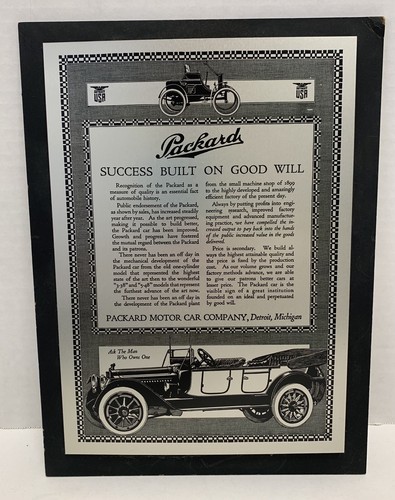 USA
USA
Packard
SUCCESS BUILT ON GOOD WILL
Recognition of the Packard as a
measure of quality is an essential fact
of automobile history.
Public endorsement of the Packard,
as shown by sales, has increased steadily
year after year. As the art progressed,
making it possible to build better,
the Packard car has been improved.
Growth and progress have fostered
the mutual regard between the Packard
and its patrons.
There never has been an off day in
the mechanical development of the
Packard car from the old one-cylinder
model that represented the highest
state of the art then to the wonderful
"3-38" and "5-48" models that represent
the furthest advance of the art now.
There never has been an off day in
the development of the Packard plant
from the small machine shop of 1899
to the highly developed and amazingly
efficient factory of the present day.
Always by putting profits into engi-
neering research, improved factory
equipment and advanced manufactur-
ing practice, we have compelled the in-
creased output to pay back into the hands
of the public increased value in the goods
delivered.
Price is secondary. We build al-
ways the highest attainable quality and
the price is fixed by the production
cost. As our volume grows and our
factory methods advance, we are able
to give our patrons better cars at
lesser price. The Packard car is the
visible sign of a great institution
founded on an ideal and perpetuated
by good will.
PACKARD MOTOR CAR COMPANY, Detroit, Michigan
Ask The Man
Who Owns One